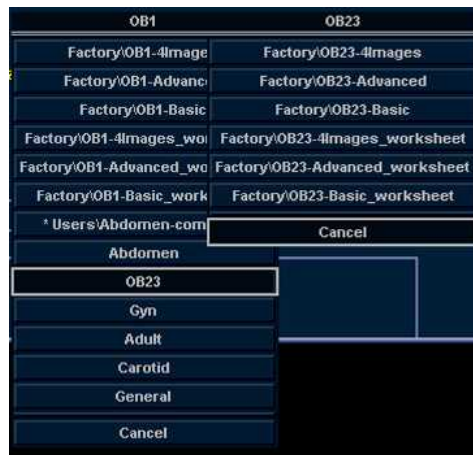 OB1
Factory\OB1-4Image
Factory\OB1-Advanc
Factory\OB1-Basic
Factory\OB1-4Images_wo
Factory\OB1-Advanced_wo
Factory\OB1-Basic_work
* Users\Abdomen-com
Abdomen
OB23
Gyn
Adult
Carotid
General
Cancel
OB23
Factory\OB23-4Images
Factory\OB23-Advanced
Factory\OB23-Basic
Factory\OB23-4Images_worksheet
Factory\OB23-Advanced_worksheet
Factory\OB23-Basic_worksheet
Cancel